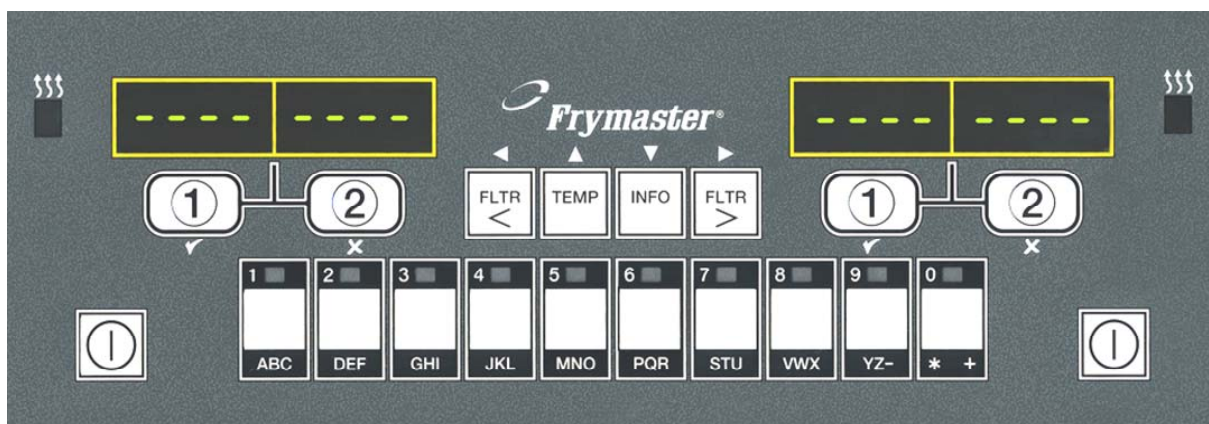 ---- ---- ---- ----
Frymaster®
FLTR < TEMP INFO FLTR >
1 2 1 2
✓ x ✓ x
1 2 3 4 5 6 7 8 9 0
ABC DEF GHI JKL MNO PQR STU VWX YZ- * +